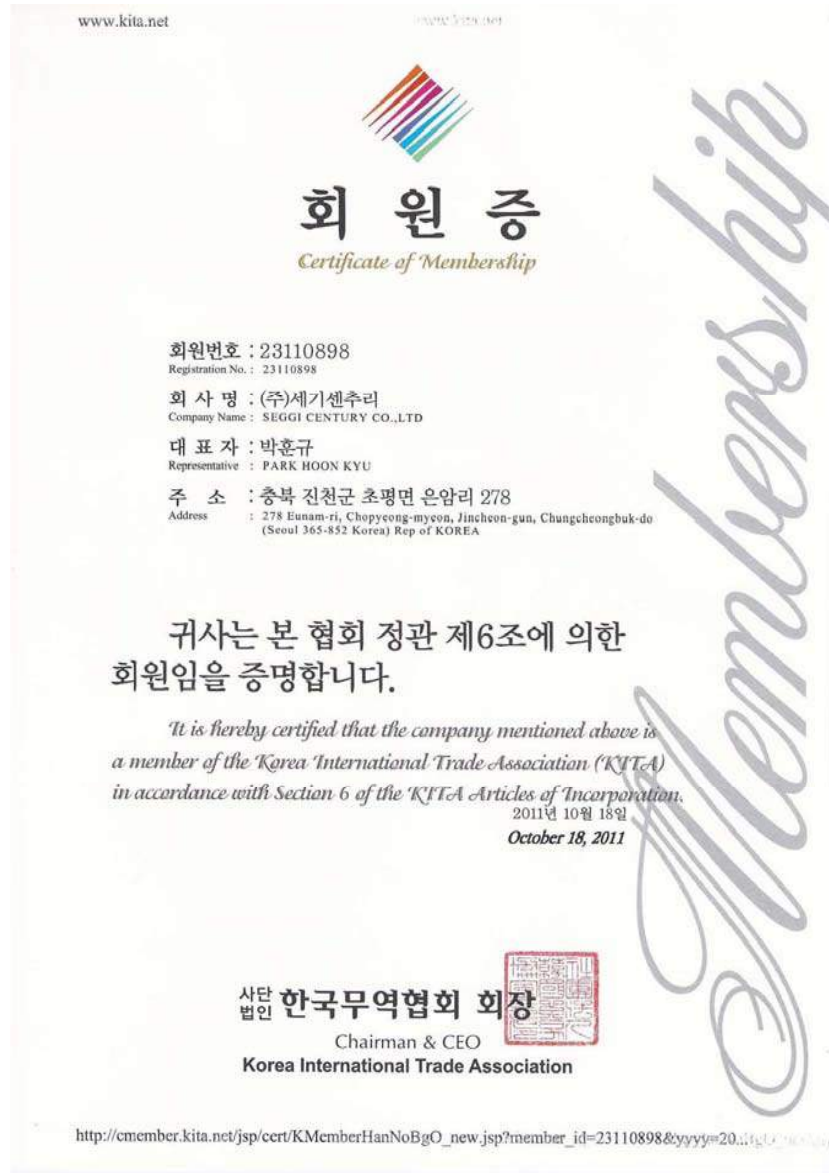 www.kita.net
www.kita.net
회 원 증
Certificate of Membership
회원번호 : 23110898
Registration No. : 23110898
회 사 명 : (주)세기센추리
Company Name : SEGGI CENTURY CO.,LTD
대 표 자 : 박훈규
Representative : PARK HOON KYU
주 소 : 충북 진천군 초평면 은암리 278
Address : 278 Eunam-ri, Chopyeong-myeon, Jincheon-gun, Chungcheongbuk-do
(Seoul 365-852 Korea) Rep of KOREA
귀사는 본 협회 정관 제6조에 의한
회원임을 증명합니다.
It is hereby certified that the company mentioned above is
a member of the Korea International Trade Association (KITA)
in accordance with Section 6 of the KITA Articles of Incorporation.
2011년 10월 18일
October 18, 2011
사단법인 한국무역협회 회장
Chairman & CEO
Korea International Trade Association
http://cmember.kita.net/jsp/cert/KMemberHanNoBgO_new.jsp?member_id=23110898&yyyy=20...
Membership